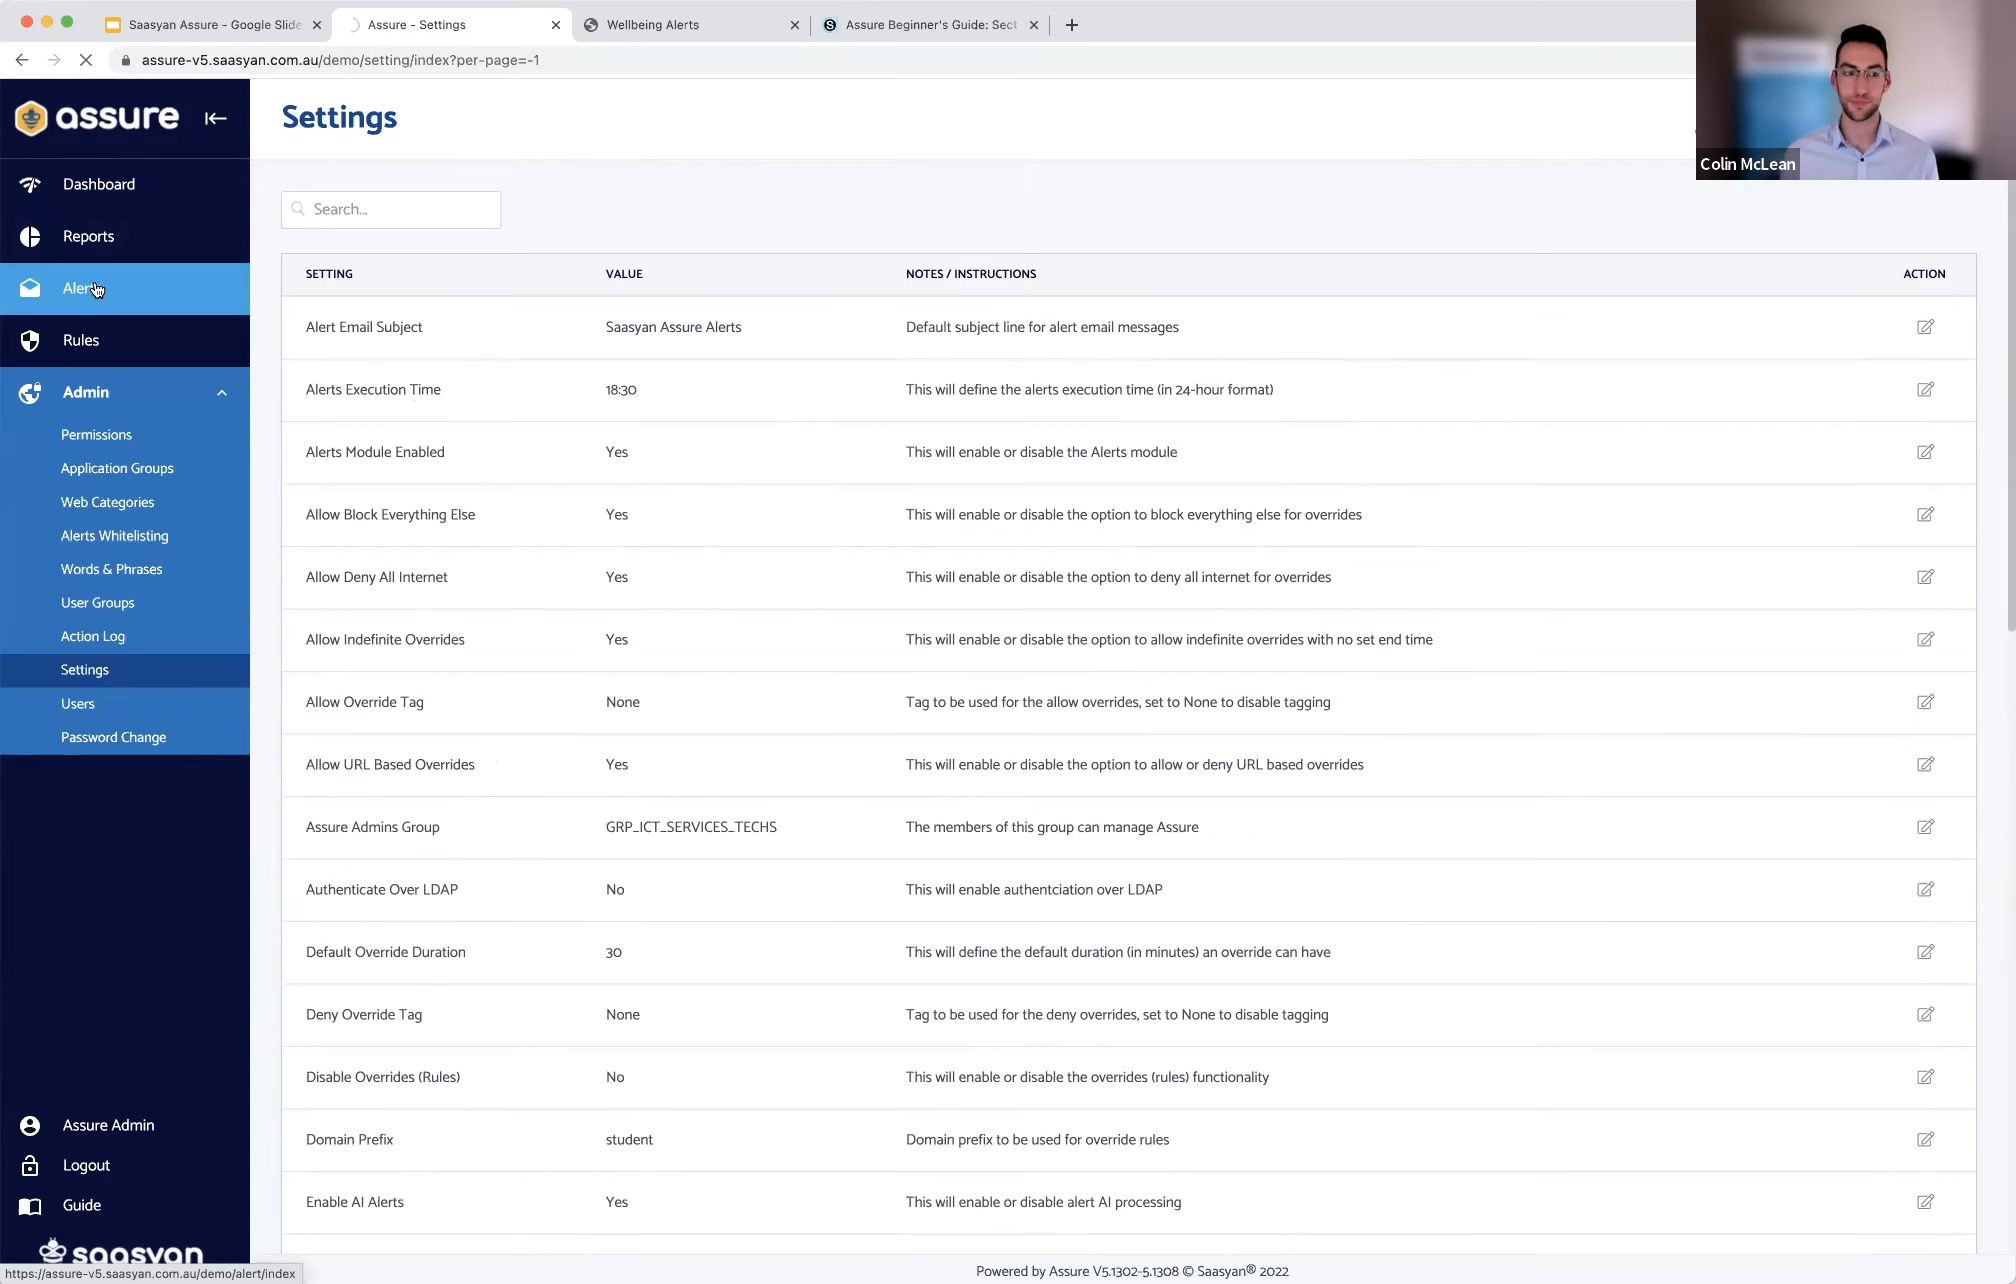 Saasyan Assure - Google Slide
Assure - Settings
Wellbeing Alerts
Assure Beginner's Guide: Sect
assure-v5.saasyan.com.au/demo/setting/index?per-page=-1
Colin McLean
assure
Settings
Dashboard
Reports
Alerts
Rules
Admin
Permissions
Application Groups
Web Categories
Alerts Whitelisting
Words & Phrases
User Groups
Action Log
Settings
Users
Password Change
Assure Admin
Logout
Guide
saasyan
https://assure-v5.saasyan.com.au/demo/alert/index
Search...
SETTING VALUE NOTES / INSTRUCTIONS ACTION
Alert Email Subject Saasyan Assure Alerts Default subject line for alert email messages
Alerts Execution Time 18:30 This will define the alerts execution time (in 24-hour format)
Alerts Module Enabled Yes This will enable or disable the Alerts module
Allow Block Everything Else Yes This will enable or disable the option to block everything else for overrides
Allow Deny All Internet Yes This will enable or disable the option to deny all internet for overrides
Allow Indefinite Overrides Yes This will enable or disable the option to allow indefinite overrides with no set end time
Allow Override Tag None Tag to be used for the allow overrides, set to None to disable tagging
Allow URL Based Overrides Yes This will enable or disable the option to allow or deny URL based overrides
Assure Admins Group GRP_ICT_SERVICES_TECHS The members of this group can manage Assure
Authenticate Over LDAP No This will enable authentciation over LDAP
Default Override Duration 30 This will define the default duration (in minutes) an override can have
Deny Override Tag None Tag to be used for the deny overrides, set to None to disable tagging
Disable Overrides (Rules) No This will enable or disable the overrides (rules) functionality
Domain Prefix student Domain prefix to be used for override rules
Enable AI Alerts Yes This will enable or disable alert AI processing
Powered by Assure V5.1302-5.1308 © Saasyan® 2022